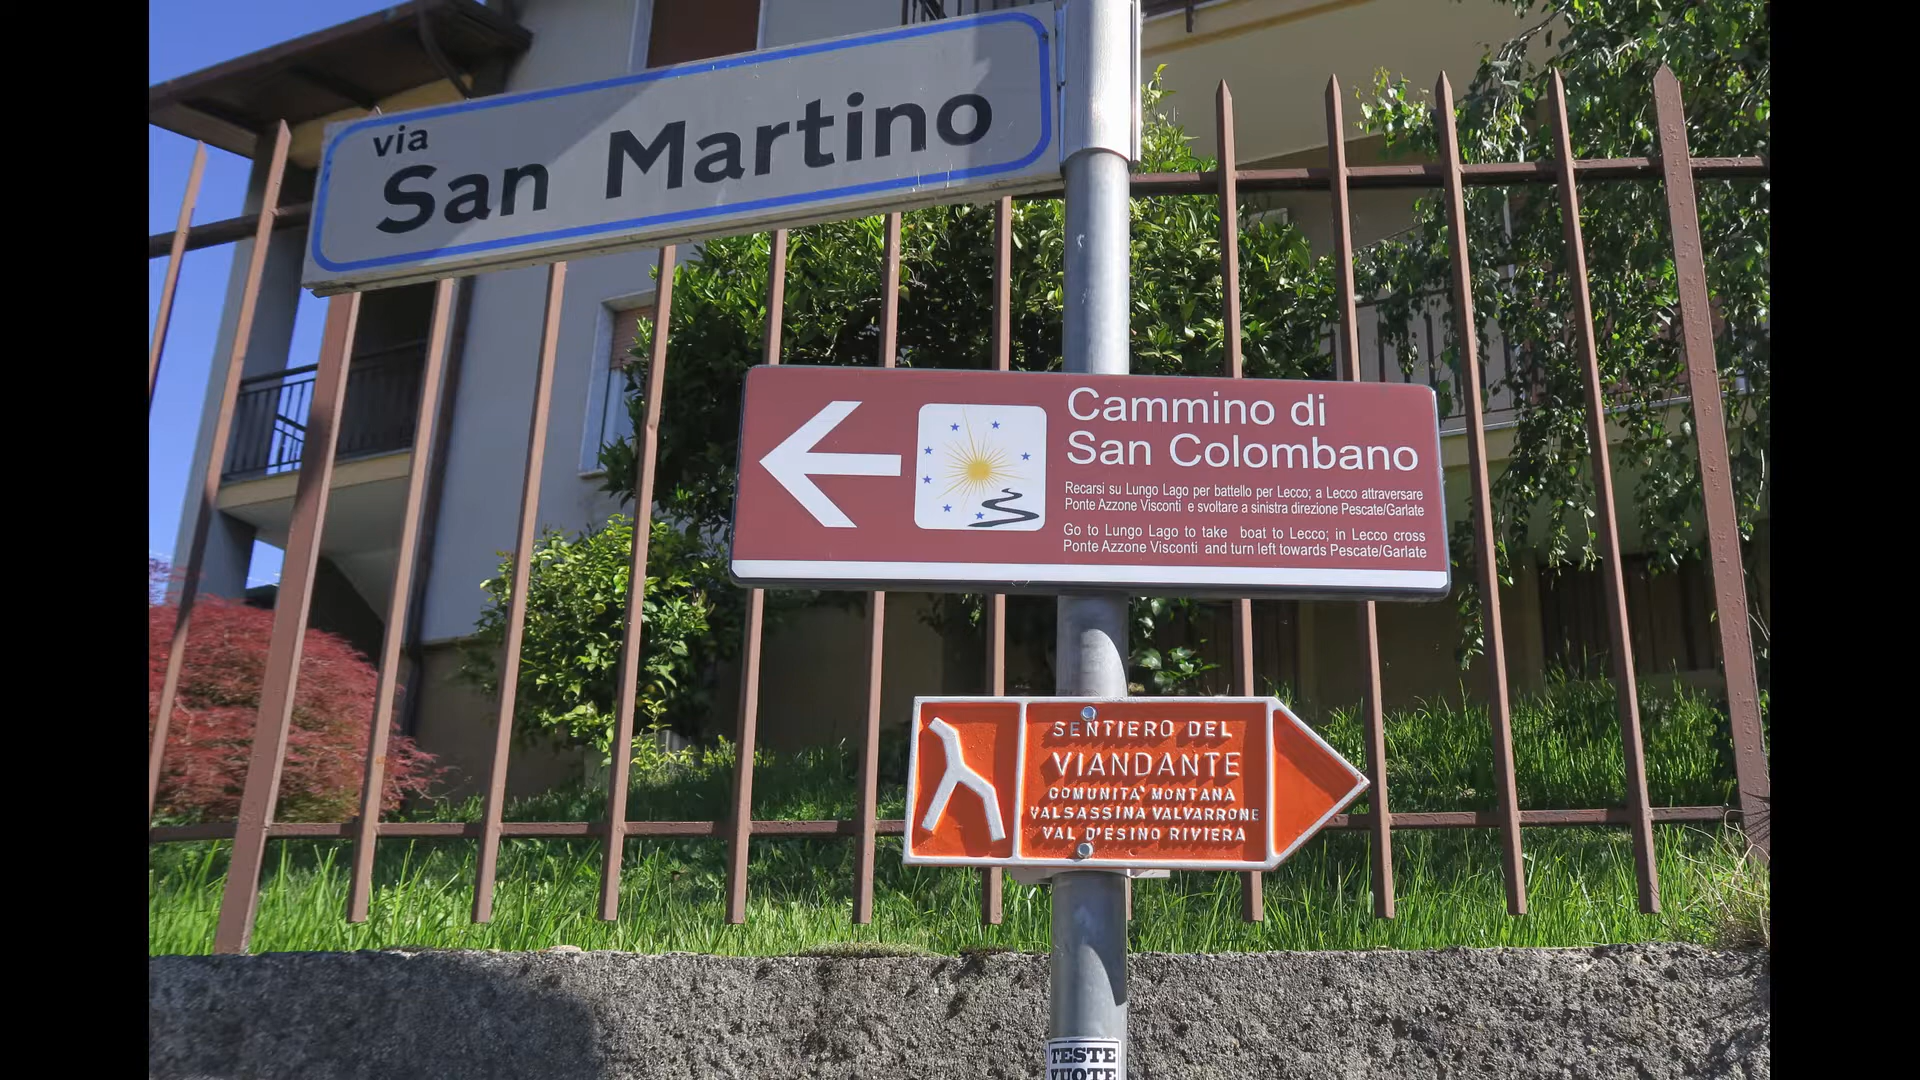 via
San Martino
Cammino di
San Colombano
Recarsi su Lungo Lago per battello per Lecco; a Lecco attraversare
Ponte Azzone Visconti e svoltare a sinistra direzione Pescate/Garlate
Go to Lungo Lago to take boat to Lecco; in Lecco cross
Ponte Azzone Visconti and turn left towards Pescate/Garlate
SENTIERO DEL
VIANDANTE
COMUNITA' MONTANA
VALSASSINA VALVARRONE
VAL D'ESINO RIVIERA
TESTE
VUOTE